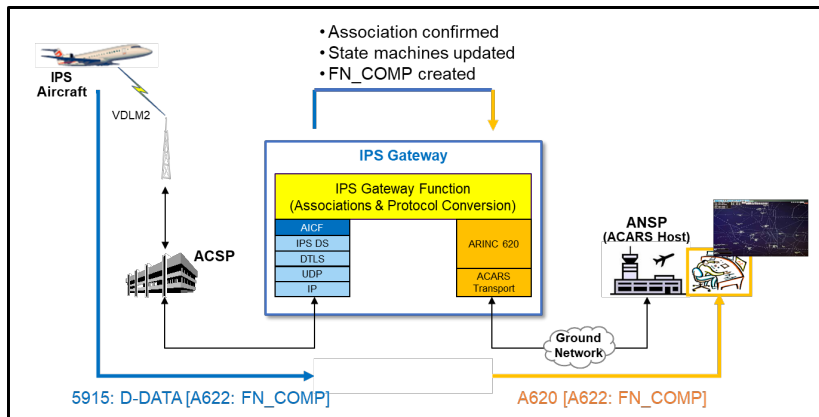 • Association confirmed
• State machines updated
• FN_COMP created
IPS
Aircraft
VDLM2
IPS Gateway
IPS Gateway Function
(Associations & Protocol Conversion)
AICF
IPS DS
DTLS
UDP
IP
ARINC 620
ACARS
Transport
ACSP
ANSP
(ACARS Host)
Ground
Network
5915: D-DATA [A622: FN_COMP]
A620 [A622: FN_COMP]